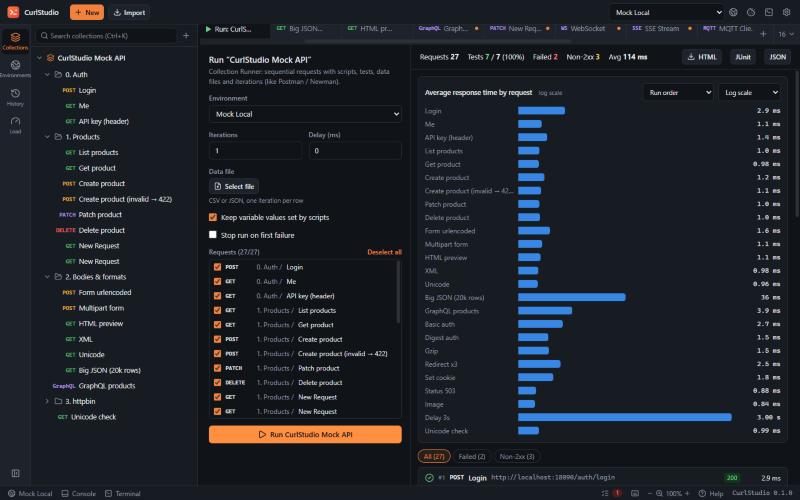 CurlStudio
New
Import
Mock Local
Collections
Environments
History
Load
Search collections (Ctrl+K)
CurlStudio Mock API
0. Auth
POST Login
GET Me
GET API key (header)
1. Products
GET List products
GET Get product
POST Create product
POST Create product (invalid → 422)
PATCH Patch product
DELETE Delete product
GET New Request
GET New Request
2. Bodies & formats
POST Form urlencoded
POST Multipart form
GET HTML preview
GET XML
GET Unicode
GET Big JSON (20k rows)
GraphQL GraphQL products
3. httpbin
GET Unicode check
Run: CurlS...
GET Big JSON...
GET HTML pr...
GraphQL Graph...
PATCH New Req...
WS WebSocket
SSE SSE Stream
MQTT MQTT Clie...
16
Run "CurlStudio Mock API"
Collection Runner: sequential requests with scripts, tests, data
files and iterations (like Postman / Newman).
Environment
Mock Local
Iterations
Delay (ms)
1
0
Data file
Select file
CSV or JSON, one iteration per row
Keep variable values set by scripts
Stop run on first failure
Requests (27/27)
Deselect all
POST 0. Auth / Login
GET 0. Auth / Me
GET 0. Auth / API key (header)
GET 1. Products / List products
GET 1. Products / Get product
POST 1. Products / Create product
POST 1. Products / Create product (invalid → 422)
PATCH 1. Products / Patch product
DELETE 1. Products / Delete product
GET 1. Products / New Request
GET 1. Products / New Request
Run CurlStudio Mock API
Requests 27 Tests 7 / 7 (100%) Failed 2 Non-2xx 3 Avg 114 ms
HTML
JUnit
JSON
Average response time by request log scale
Run order
Log scale
Login 2.9 ms
Me 1.1 ms
API key (header) 1.4 ms
List products 1.0 ms
Get product 0.98 ms
Create product 1.2 ms
Create product (invalid → 42... 1.1 ms
Patch product 1.0 ms
Delete product 1.0 ms
Form urlencoded 1.6 ms
Multipart form 1.1 ms
HTML preview 1.1 ms
XML 0.98 ms
Unicode 0.96 ms
Big JSON (20k rows) 36 ms
GraphQL products 3.9 ms
Basic auth 2.7 ms
Digest auth 1.5 ms
Gzip 1.5 ms
Redirect x3 2.5 ms
Set cookie 1.8 ms
Status 503 0.88 ms
Image 0.84 ms
Delay 3s 3.00 s
Unicode check 0.99 ms
All (27)
Failed (2)
Non-2xx (3)
#1 POST Login http://localhost:18090/auth/login 200 2.9 ms
Mock Local
Console
Terminal
1
100%
Help
CurlStudio 0.1.8